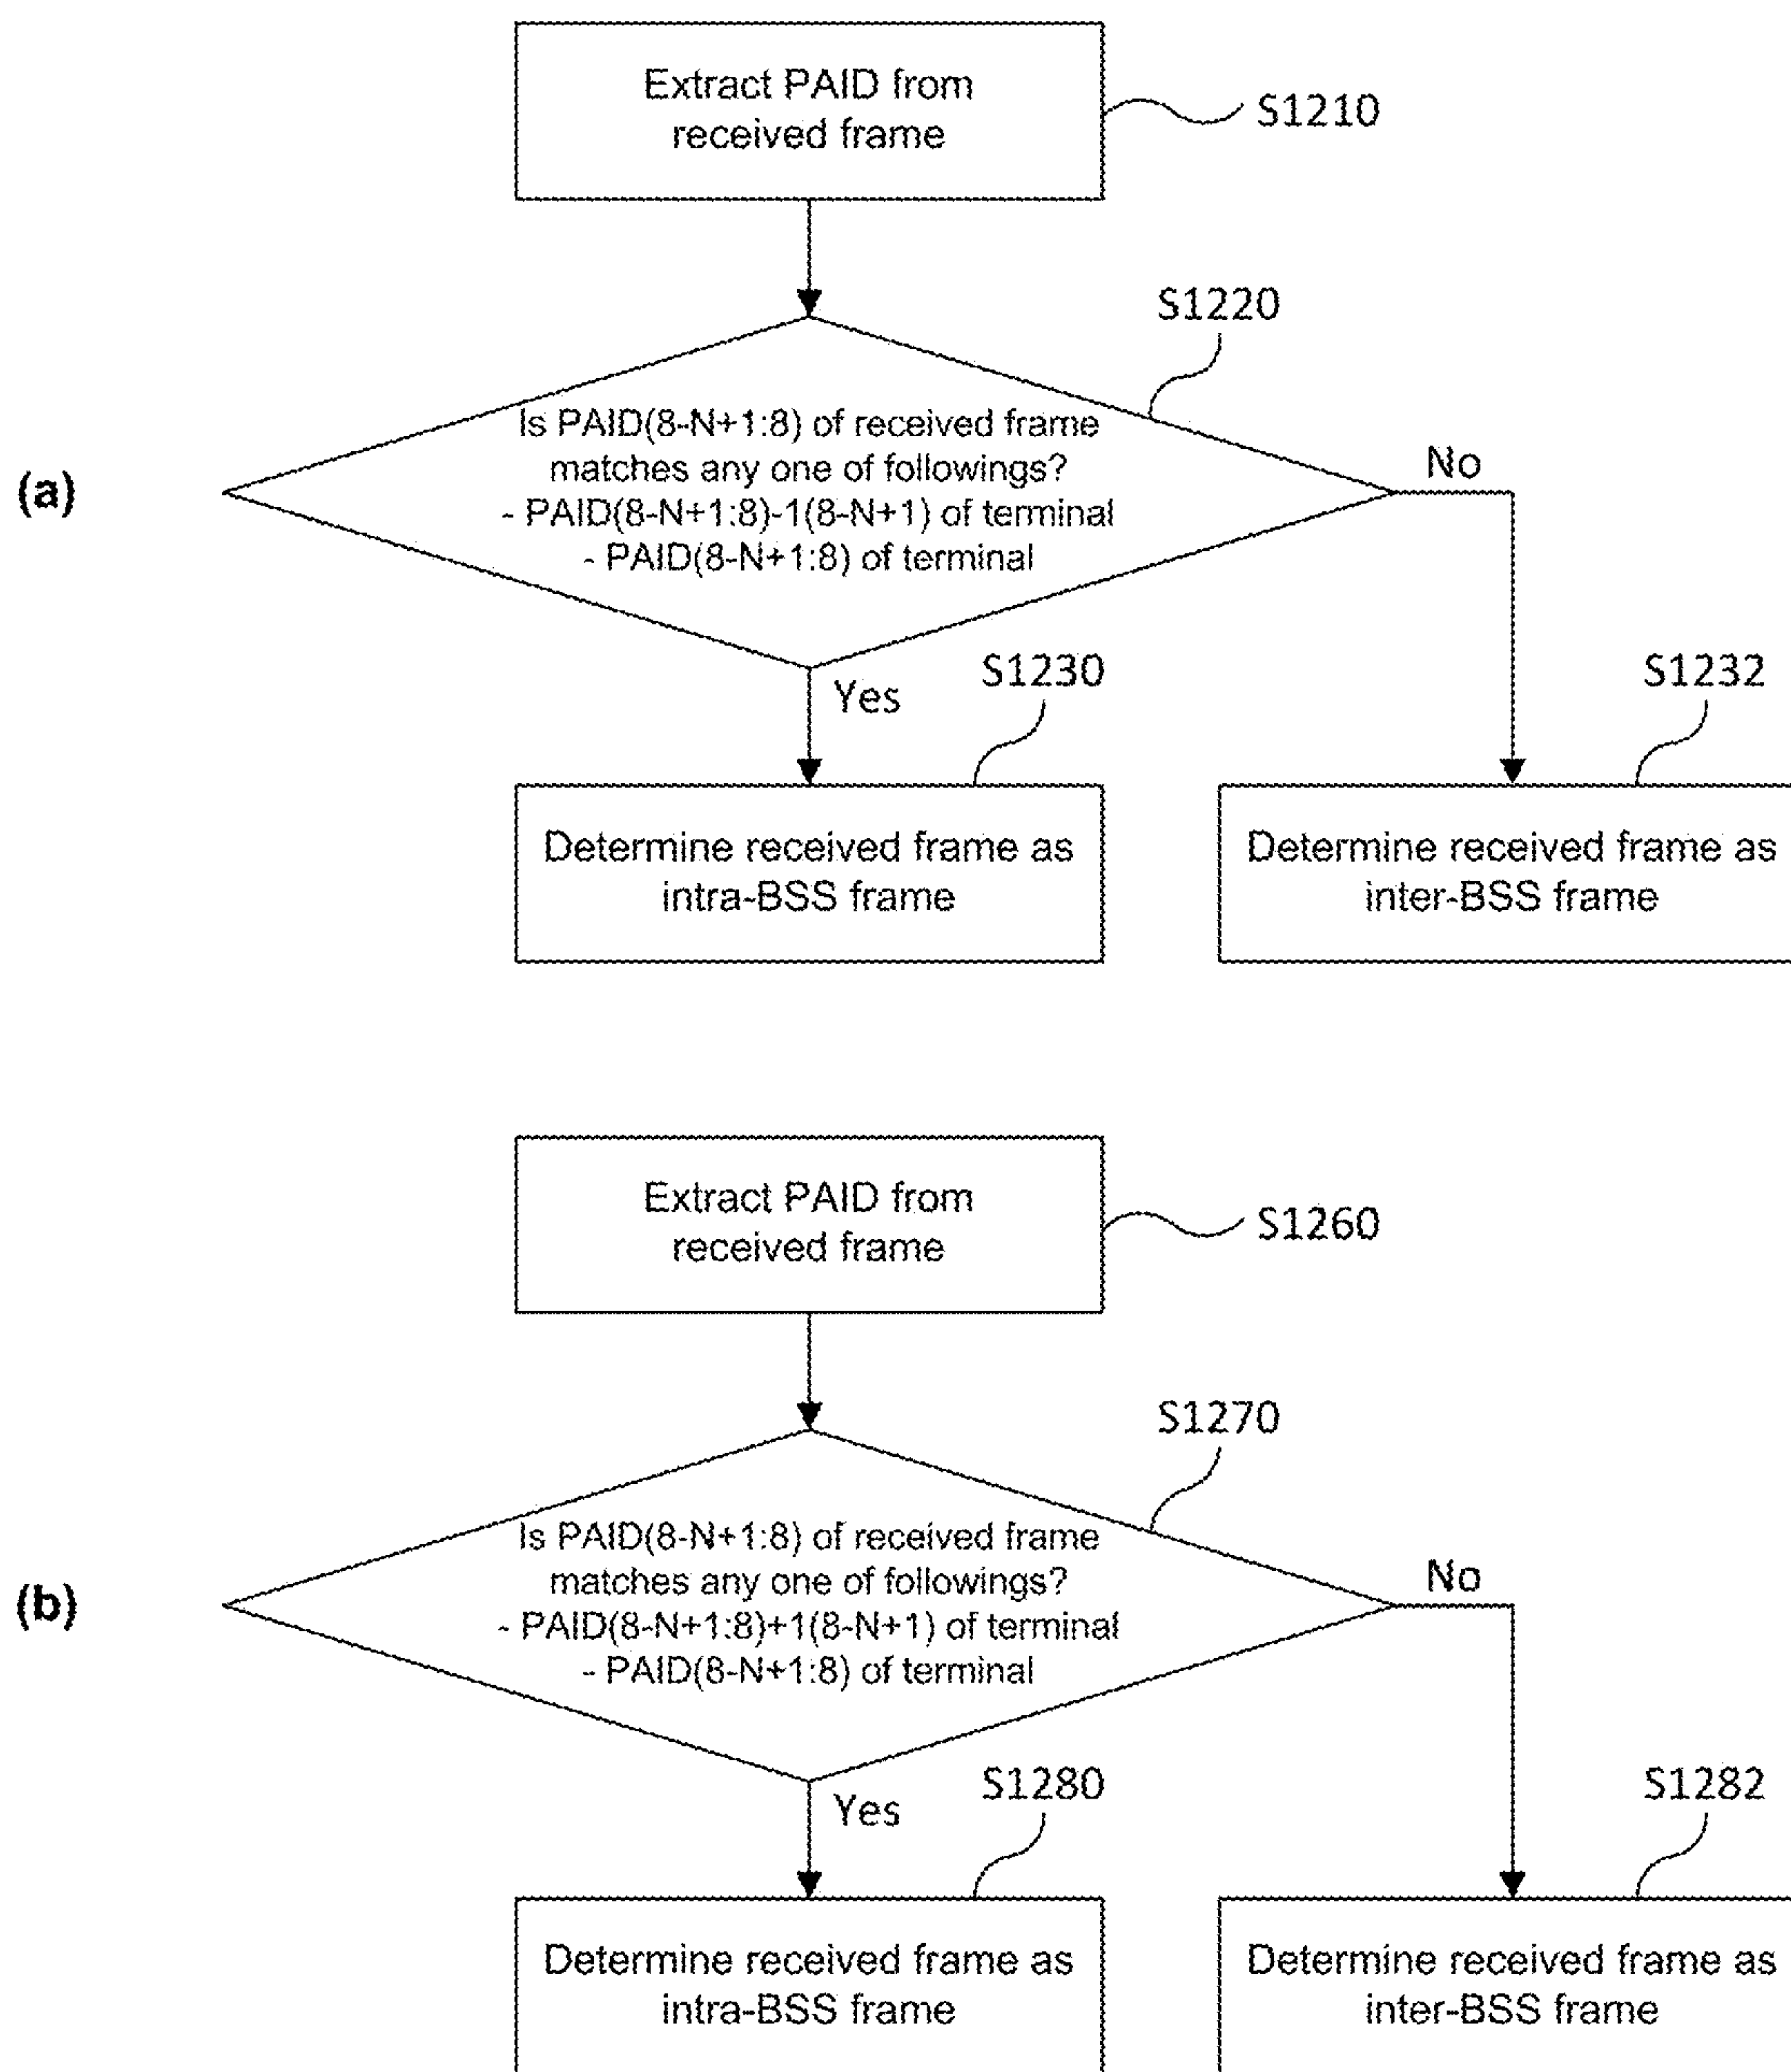 Extract PAID from
received frame
S1210
S1220
(a)
Is PAID(8-N+1:8) of received frame
matches any one of followings?
- PAID(8-N+1:8)-1(8-N+1) of terminal
- PAID(8-N+1:8) of terminal
No
Yes
S1230
S1232
Determine received frame as
intra-BSS frame
Determine received frame as
inter-BSS frame
Extract PAID from
received frame
S1260
S1270
(b)
Is PAID(8-N+1:8) of received frame
matches any one of followings?
- PAID(8-N+1:8)+1(8-N+1) of terminal
- PAID(8-N+1:8) of terminal
No
Yes
S1280
S1282
Determine received frame as
intra-BSS frame
Determine received frame as
inter-BSS frame